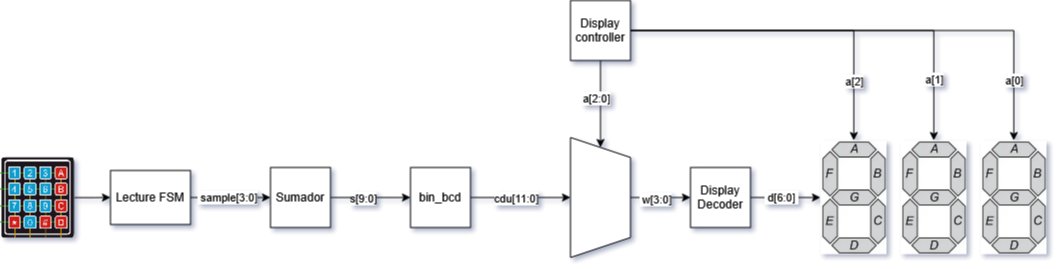 Display
controller
a[2] a[1] a[0]
a[2:0]
1 2 3 A
4 5 6 B
7 8 9 C
* 0 # D
Lecture FSM
sample[3:0]
Sumador
s[9:0]
bin_bcd
cdu[11:0]
w[3:0]
Display
Decoder
d[6:0]
A A A
F B F B F B
G G G
E C E C E C
D D D